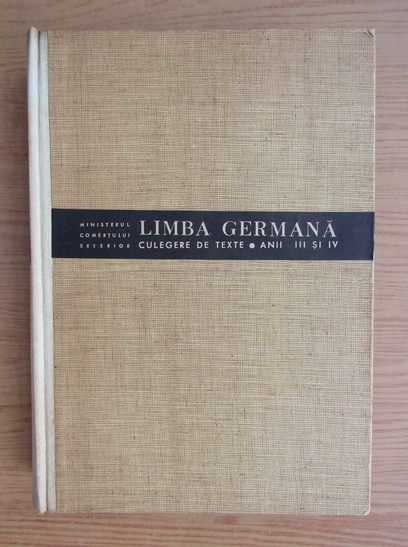 MINISTERUL
COMERȚULUI
EXTERIOR
LIMBA GERMANĂ
CULEGERE DE TEXTE • ANII III ȘI IV